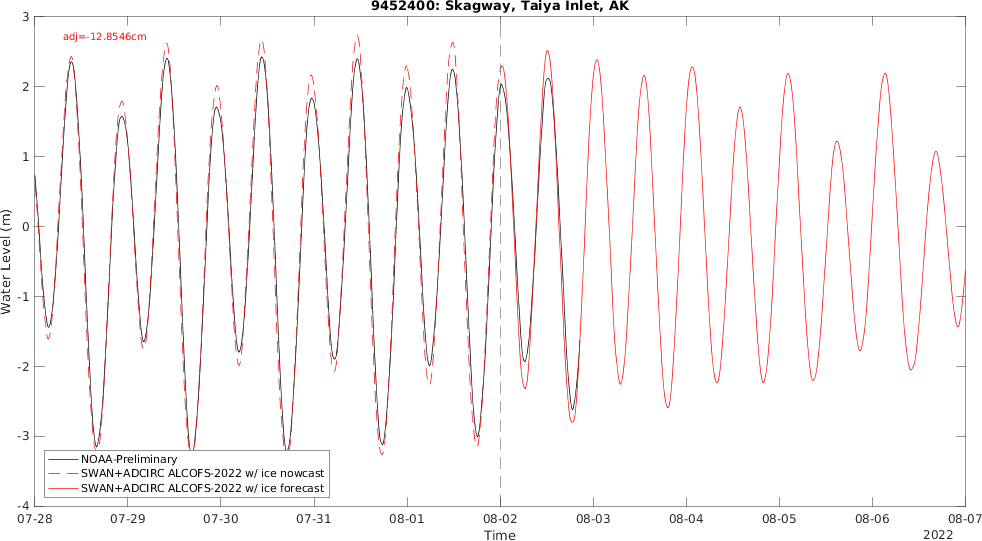 9452400: Skagway, Taiya Inlet, AK
adj=-12.8546cm
3
2
1
0
-1
-2
-3
-4
Water Level (m)
NOAA-Preliminary
SWAN+ADCIRC ALCOFS-2022 w/ ice nowcast
SWAN+ADCIRC ALCOFS-2022 w/ ice forecast
07-28 07-29 07-30 07-31 08-01 08-02 08-03 08-04 08-05 08-06 08-07
Time
2022